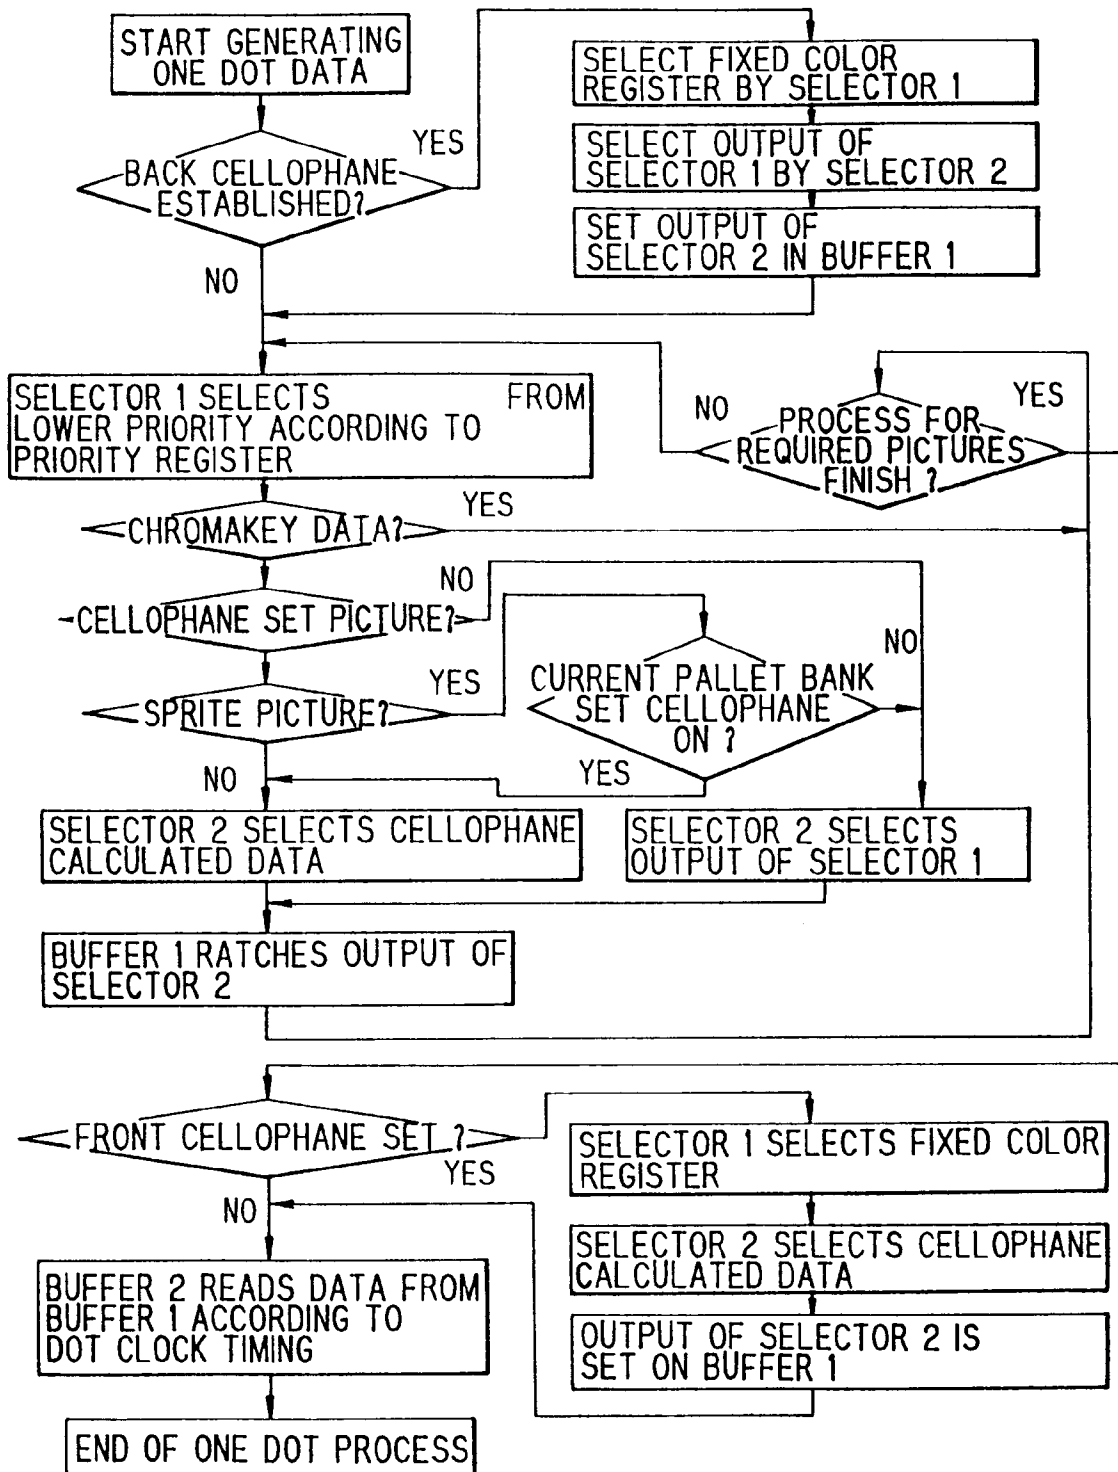 START GENERATING
ONE DOT DATA
BACK CELLOPHANE
ESTABLISHED?
YES
NO
SELECT FIXED COLOR
REGISTER BY SELECTOR 1
SELECT OUTPUT OF
SELECTOR 1 BY SELECTOR 2
SET OUTPUT OF
SELECTOR 2 IN BUFFER 1
SELECTOR 1 SELECTS FROM
LOWER PRIORITY ACCORDING TO
PRIORITY REGISTER
NO
YES
PROCESS FOR
REQUIRED PICTURES
FINISH ?
CHROMAKEY DATA?
YES
CELLOPHANE SET PICTURE?
NO
SPRITE PICTURE?
YES
NO
CURRENT PALLET BANK
SET CELLOPHANE
ON ?
NO
YES
SELECTOR 2 SELECTS CELLOPHANE
CALCULATED DATA
SELECTOR 2 SELECTS
OUTPUT OF SELECTOR 1
BUFFER 1 RATCHES OUTPUT OF
SELECTOR 2
FRONT CELLOPHANE SET ?
YES
NO
SELECTOR 1 SELECTS FIXED COLOR
REGISTER
SELECTOR 2 SELECTS CELLOPHANE
CALCULATED DATA
OUTPUT OF SELECTOR 2 IS
SET ON BUFFER 1
BUFFER 2 READS DATA FROM
BUFFER 1 ACCORDING TO
DOT CLOCK TIMING
END OF ONE DOT PROCESS